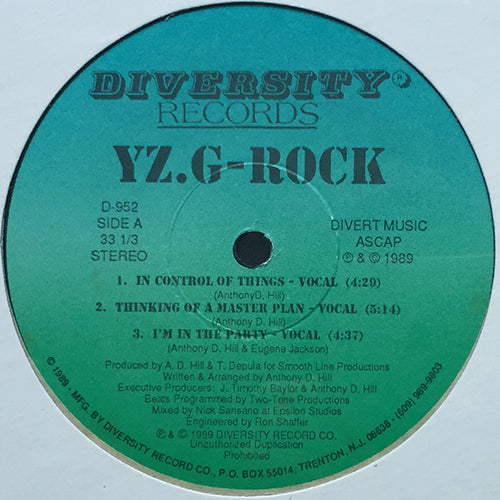 DIVERSITY®
RECORDS
YZ.G-ROCK
D-952
SIDE A
33 1/3
STEREO
DIVERT MUSIC
ASCAP
℗ & © 1989
1. IN CONTROL OF THINGS - VOCAL (4:29)
(AnthonyD. Hill)
2. THINKING OF A MASTER PLAN - VOCAL (5:14)
(Anthony D. Hill)
3. I'M IN THE PARTY - VOCAL (4:37)
(Anthony D. Hill & Eugene Jackson)
Produced by A. D. Hill & T. Depula for Smooth Line Productions
Written & Arranged by Anthony D. Hill
Executive Producers: J. Timothy Baylor & Anthony D. Hill
Beats Programmed by Two-Tone Productions
Mixed by Nick Sansano at Epsilon Studios
Engineered by Ron Shaffer
℗ & © 1989 DIVERSITY RECORD CO.
Unauthorized Duplication
Prohibited
© 1989 - MFG. BY DIVERSITY RECORD CO., P.O. BOX 55014, TRENTON, N.J. 08638 - (609) 989-9803